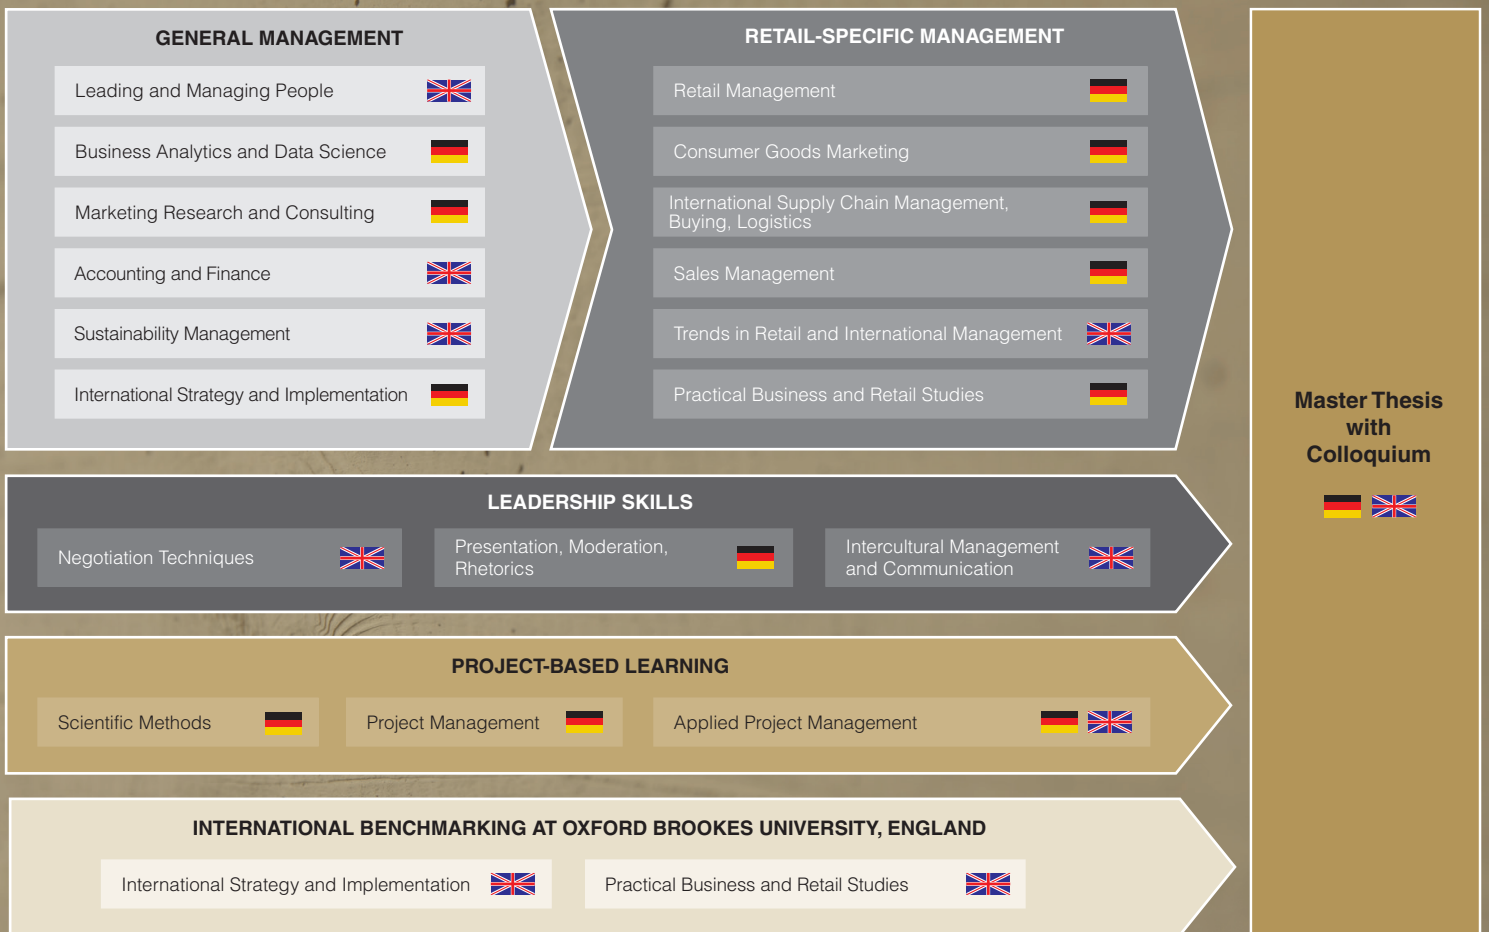 GENERAL MANAGEMENT
Leading and Managing People
Business Analytics and Data Science
Marketing Research and Consulting
Accounting and Finance
Sustainability Management
International Strategy and Implementation
RETAIL-SPECIFIC MANAGEMENT
Retail Management
Consumer Goods Marketing
International Supply Chain Management,
Buying, Logistics
Sales Management
Trends in Retail and International Management
Practical Business and Retail Studies
LEADERSHIP SKILLS
Negotiation Techniques
Presentation, Moderation,
Rhetorics
Intercultural Management
and Communication
PROJECT-BASED LEARNING
Scientific Methods
Project Management
Applied Project Management
INTERNATIONAL BENCHMARKING AT OXFORD BROOKES UNIVERSITY, ENGLAND
International Strategy and Implementation
Practical Business and Retail Studies
Master Thesis
with
Colloquium